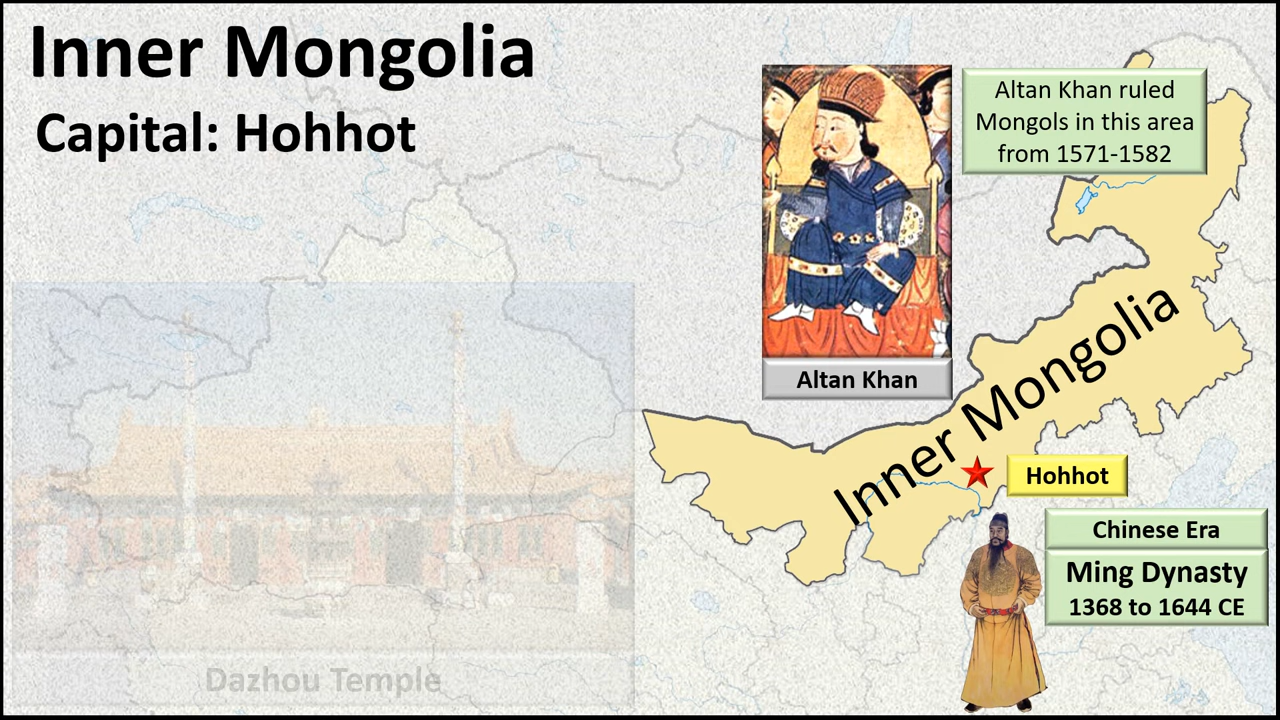 Inner Mongolia
Capital: Hohhot
Altan Khan ruled
Mongols in this area
from 1571-1582
Altan Khan
Inner Mongolia
Hohhot
Chinese Era
Ming Dynasty
1368 to 1644 CE
Dazhou Temple